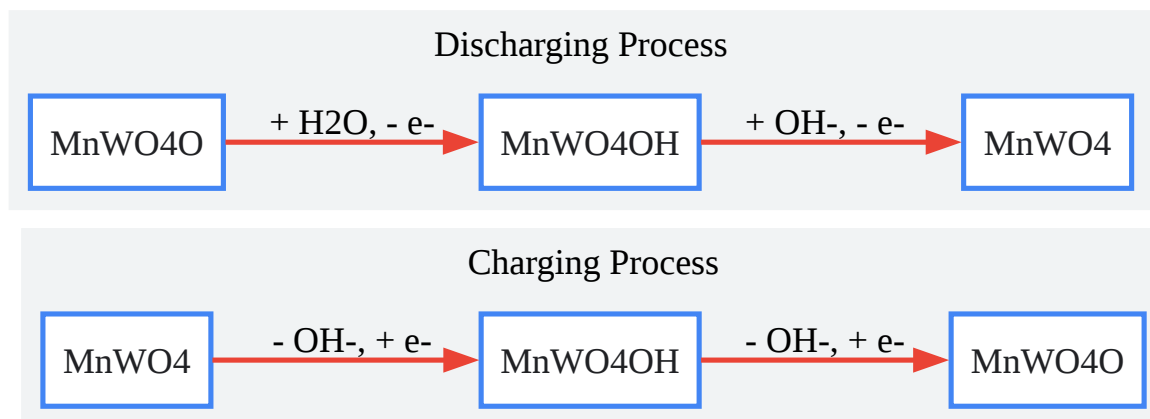 Discharging Process
MnWO4O
+ H2O, - e-
MnWO4OH
+ OH-, - e-
MnWO4
Charging Process
MnWO4
- OH-, + e-
MnWO4OH
- OH-, + e-
MnWO4O